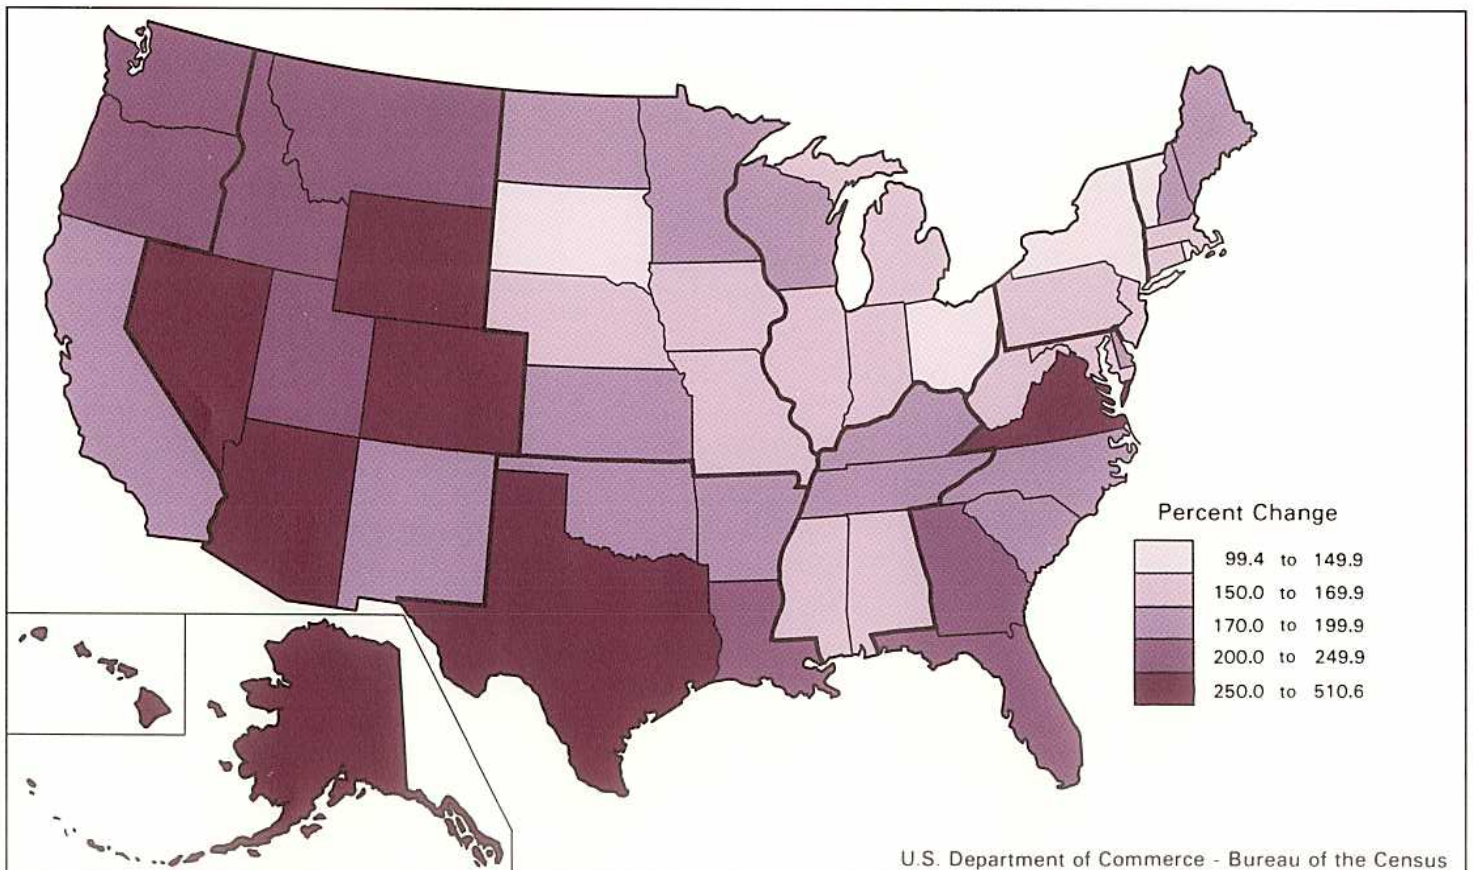 Percent Change
99.4 to 149.9
150.0 to 169.9
170.0 to 199.9
200.0 to 249.9
250.0 to 510.6
U.S. Department of Commerce - Bureau of the Census